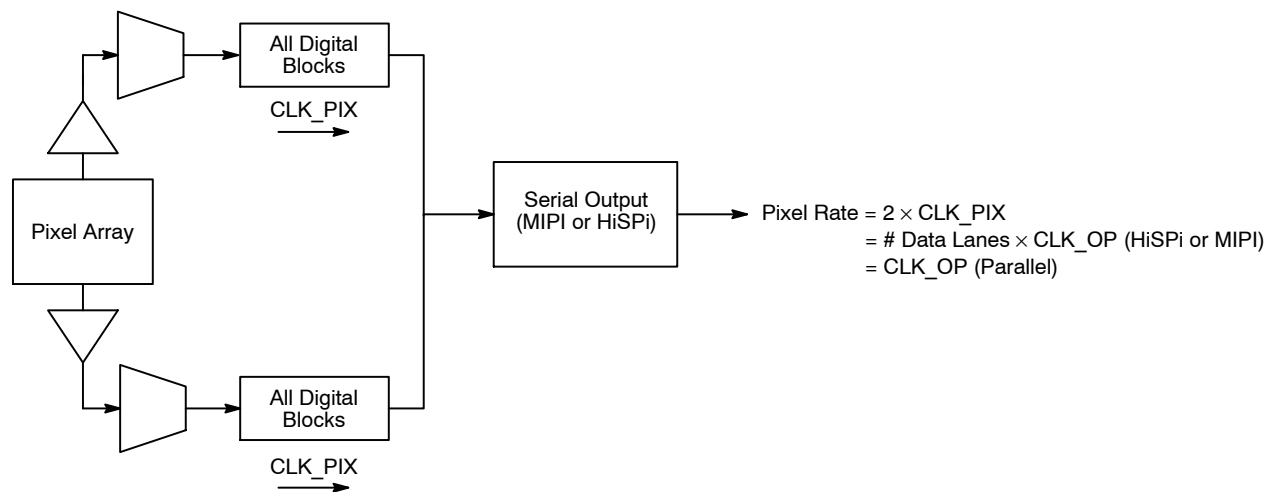 All Digital
Blocks
CLK_PIX
Pixel Array
Serial Output
(MIPI or HiSPi)
Pixel Rate = 2 × CLK_PIX
= # Data Lanes × CLK_OP (HiSPi or MIPI)
= CLK_OP (Parallel)
All Digital
Blocks
CLK_PIX